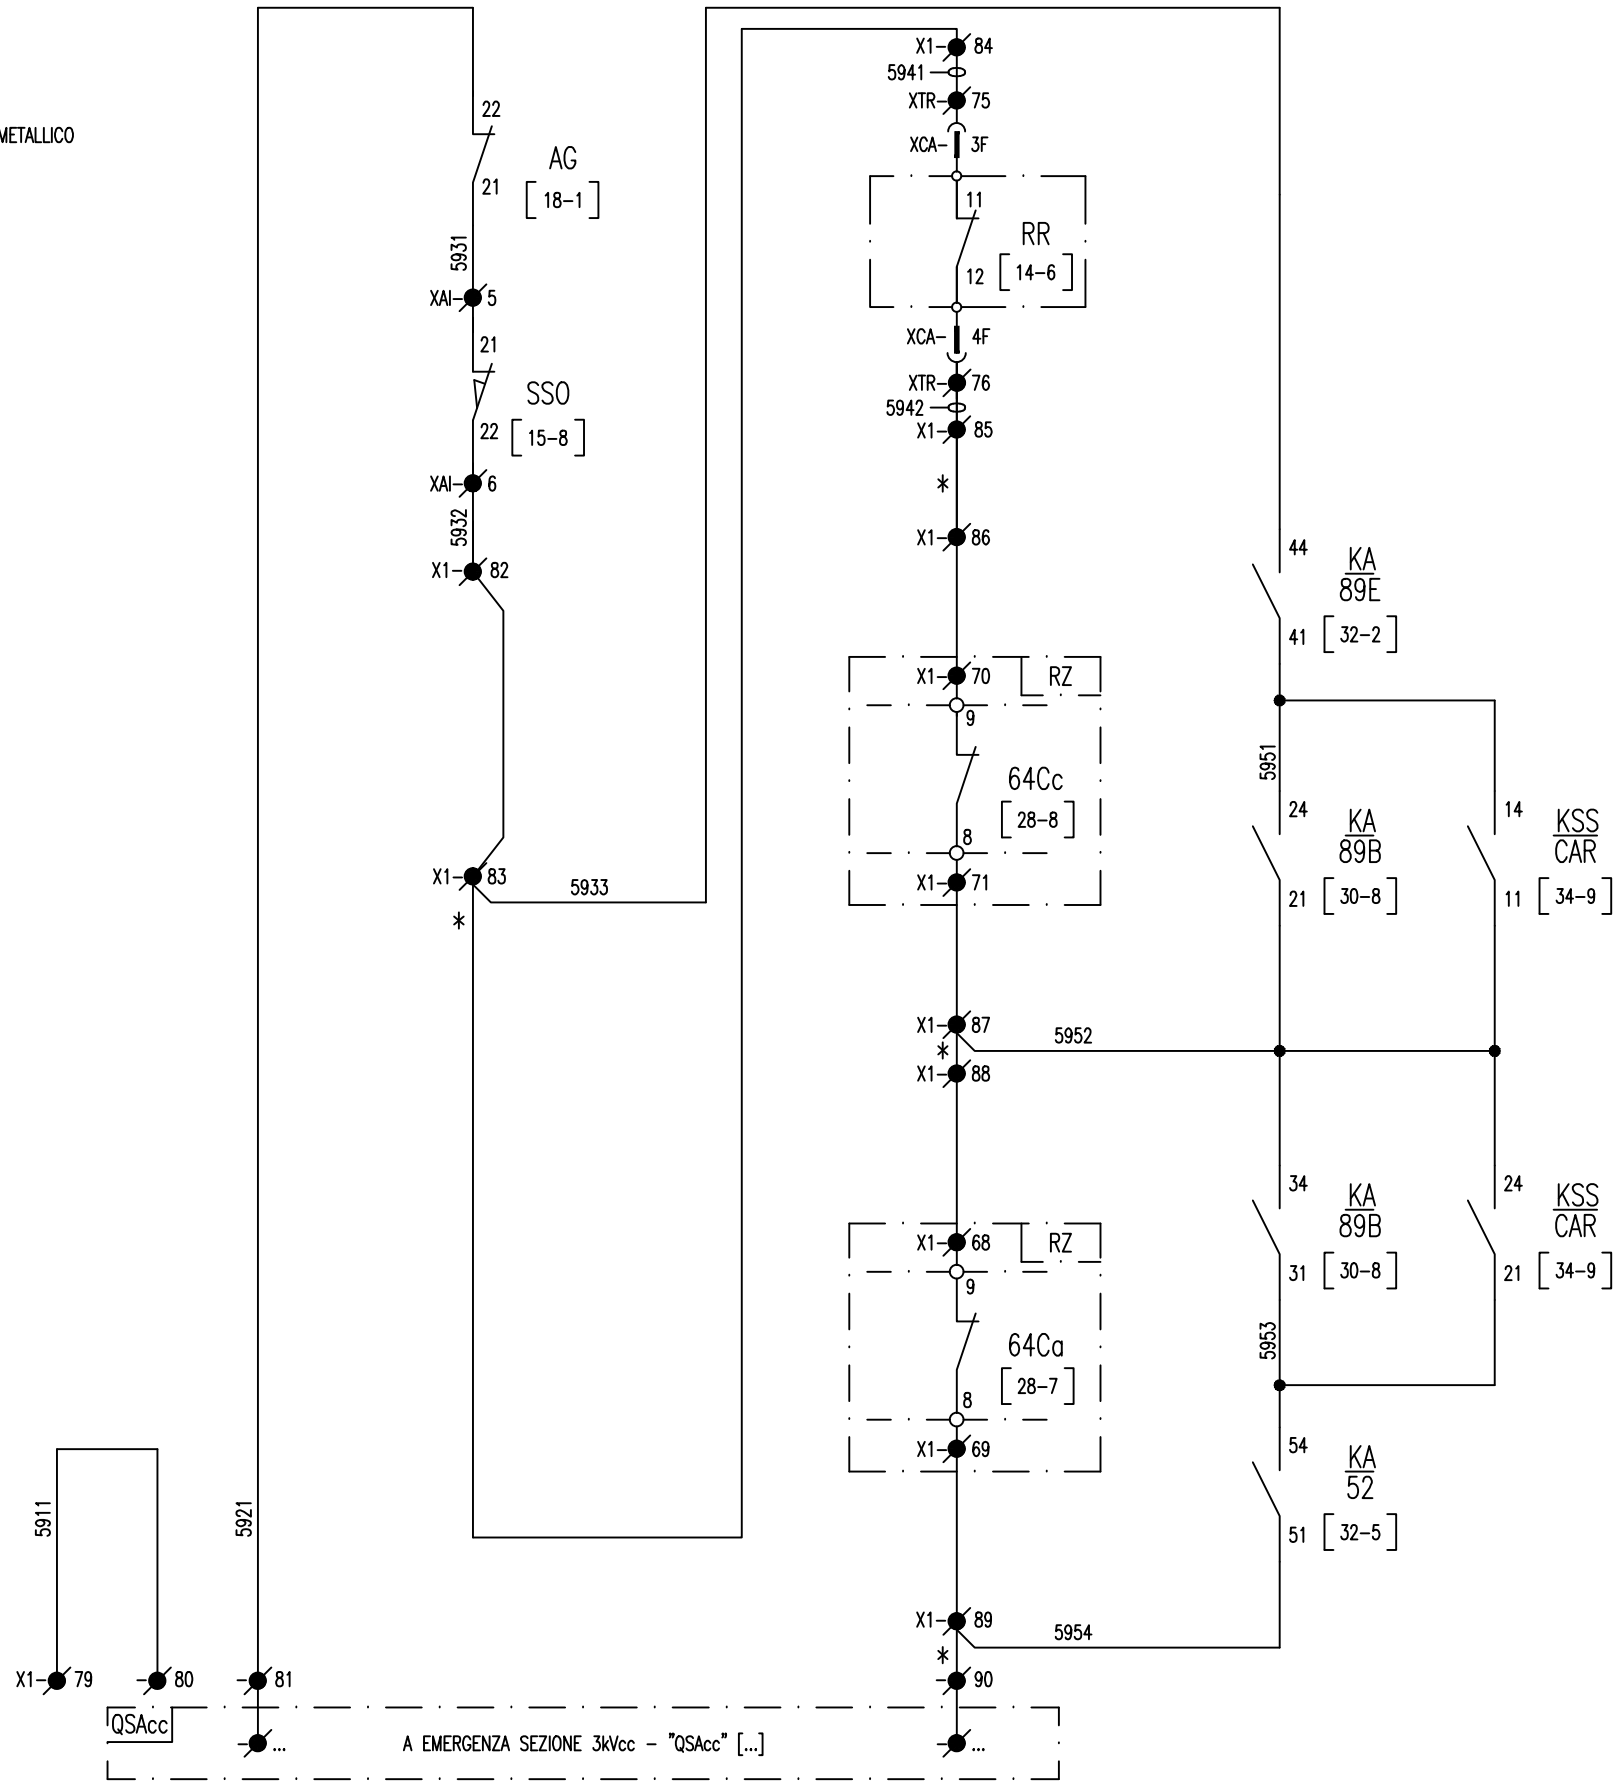 METALLICO
22
AG
21
[ 18-1 ]
5931
XAI- 5
21
SSO
22
[ 15-8 ]
XAI- 6
5932
X1- 82
X1- 83
5933
*
X1- 84
5941
XTR- 75
XCA- 3F
11
RR
12
[ 14-6 ]
XCA- 4F
XTR- 76
5942
X1- 85
*
X1- 86
X1- 70
RZ
9
64Cc
[ 28-8 ]
8
X1- 71
X1- 87
5952
*
X1- 88
X1- 68
RZ
9
64Ca
[ 28-7 ]
8
X1- 69
X1- 89
5954
*
- 90
44
KA
89E
41
[ 32-2 ]
5951
24
KA
89B
21
[ 30-8 ]
14
KSS
CAR
11
[ 34-9 ]
34
KA
89B
31
[ 30-8 ]
24
KSS
CAR
21
[ 34-9 ]
5953
54
KA
52
51
[ 32-5 ]
5911
5921
X1- 79
- 80
- 81
QSAcc
- ...
A EMERGENZA SEZIONE 3kVcc - "QSAcc" [...]
- ...